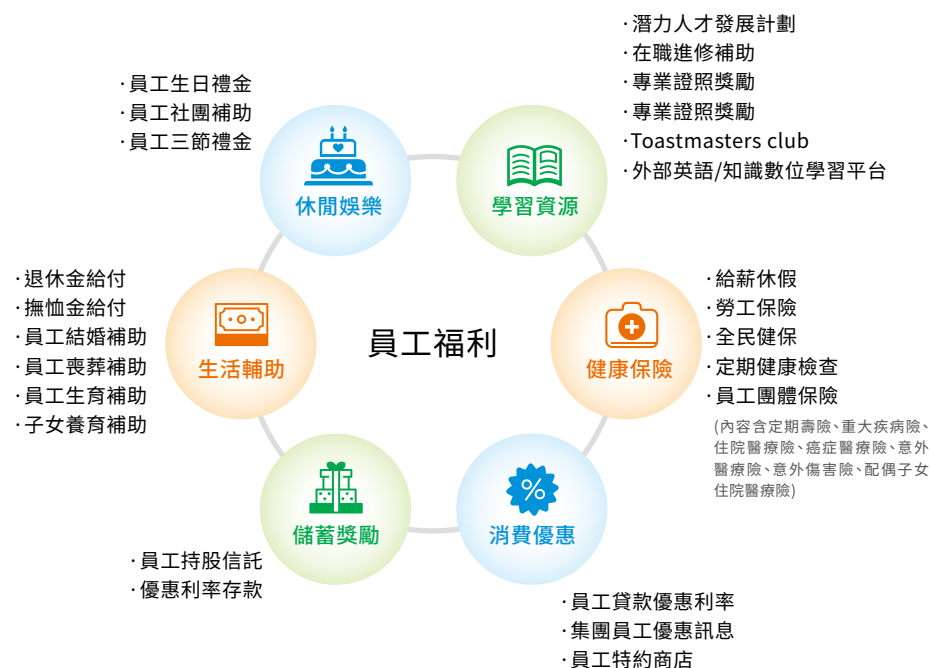 員工福利
休閒娛樂
·員工生日禮金
·員工社團補助
·員工三節禮金
學習資源
·潛力人才發展計劃
·在職進修補助
·專業證照獎勵
·專業證照獎勵
·Toastmasters club
·外部英語/知識數位學習平台
生活輔助
·退休金給付
·撫恤金給付
·員工結婚補助
·員工喪葬補助
·員工生育補助
·子女養育補助
健康保險
·給薪休假
·勞工保險
·全民健保
·定期健康檢查
·員工團體保險
(內容含定期壽險、重大疾病險、
住院醫療險、癌症醫療險、意外
醫療險、意外傷害險、配偶子女
住院醫療險)
儲蓄獎勵
·員工持股信託
·優惠利率存款
%
消費優惠
·員工貸款優惠利率
·集團員工優惠訊息
·員工特約商店